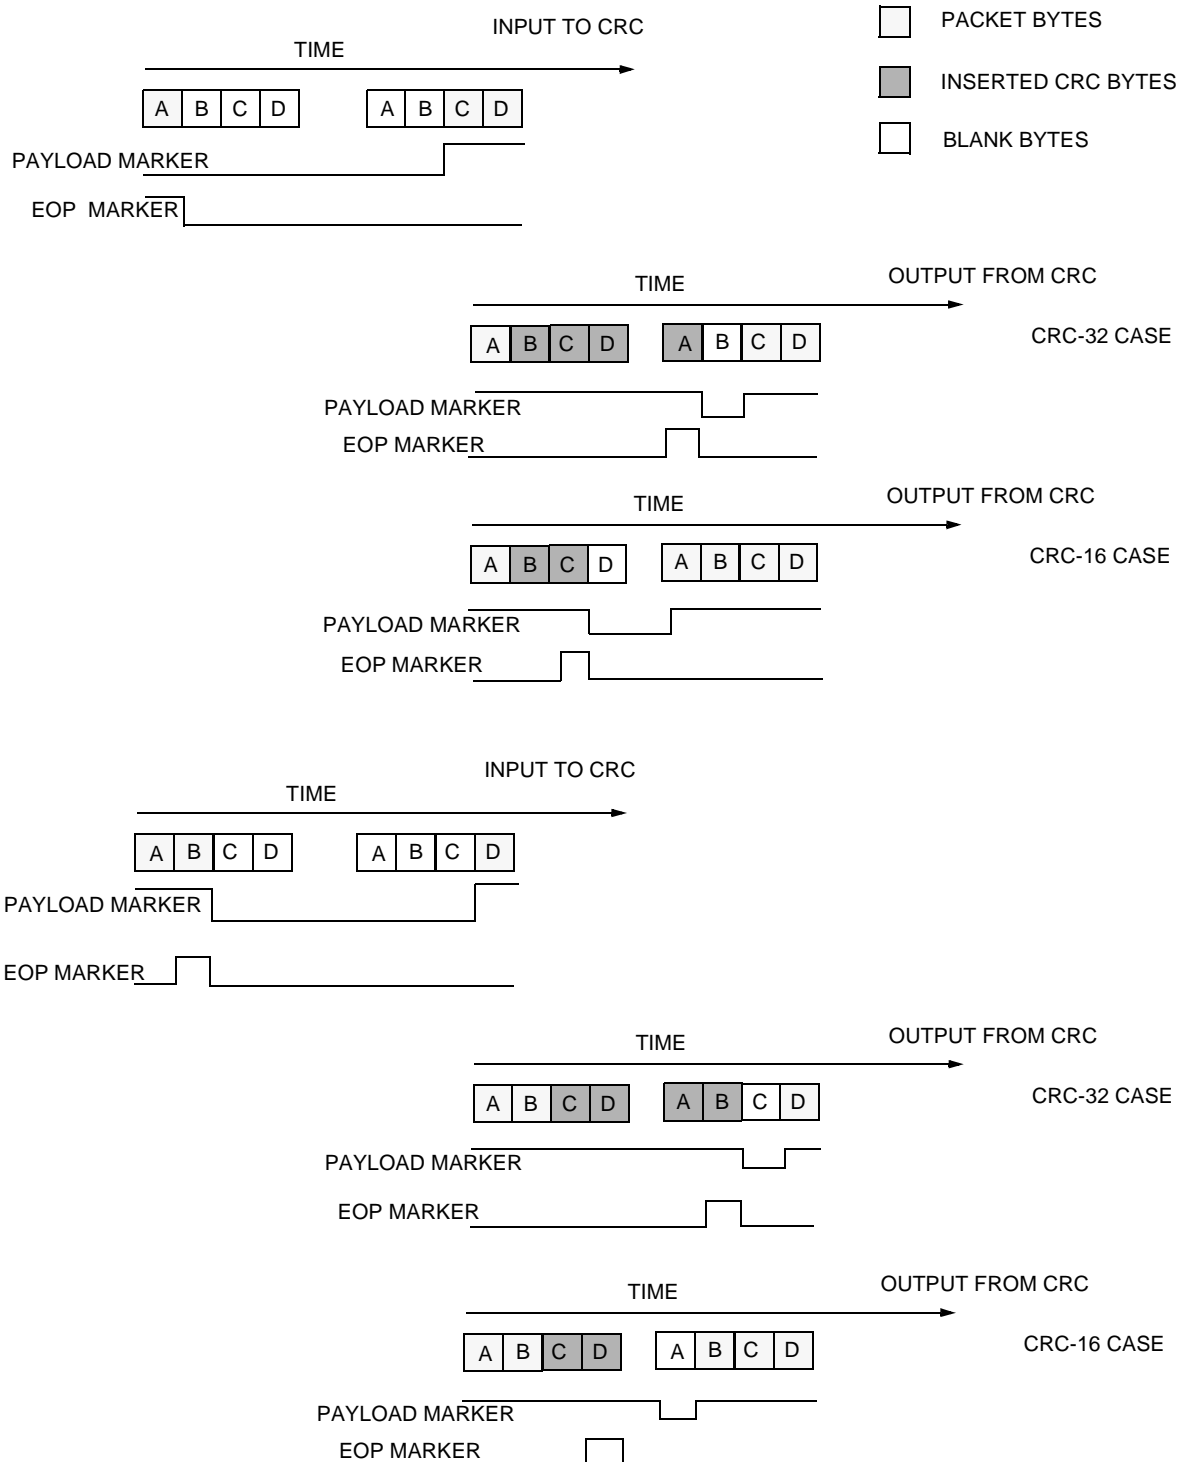 INPUT TO CRC
PACKET BYTES
TIME
INSERTED CRC BYTES
A B C D A B C D
BLANK BYTES
PAYLOAD MARKER
EOP MARKER
OUTPUT FROM CRC
TIME
CRC-32 CASE
A B C D A B C D
PAYLOAD MARKER
EOP MARKER
OUTPUT FROM CRC
TIME
CRC-16 CASE
A B C D A B C D
PAYLOAD MARKER
EOP MARKER
INPUT TO CRC
TIME
A B C D A B C D
PAYLOAD MARKER
EOP MARKER
OUTPUT FROM CRC
TIME
CRC-32 CASE
A B C D A B C D
PAYLOAD MARKER
EOP MARKER
OUTPUT FROM CRC
TIME
CRC-16 CASE
A B C D A B C D
PAYLOAD MARKER
EOP MARKER